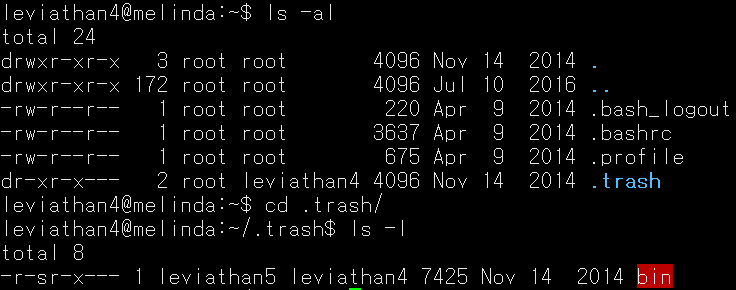 leviathan4@melinda:~$ ls -al
total 24
drwxr-xr-x   3 root root       4096 Nov 14  2014 .
drwxr-xr-x 172 root root       4096 Jul 10  2016 ..
-rw-r--r--   1 root root        220 Apr  9  2014 .bash_logout
-rw-r--r--   1 root root       3637 Apr  9  2014 .bashrc
-rw-r--r--   1 root root        675 Apr  9  2014 .profile
dr-xr-x---   2 root leviathan4 4096 Nov 14  2014 .trash
leviathan4@melinda:~$ cd .trash/
leviathan4@melinda:~/.trash$ ls -l
total 8
-r-sr-x--- 1 leviathan5 leviathan4 7425 Nov 14  2014 bin